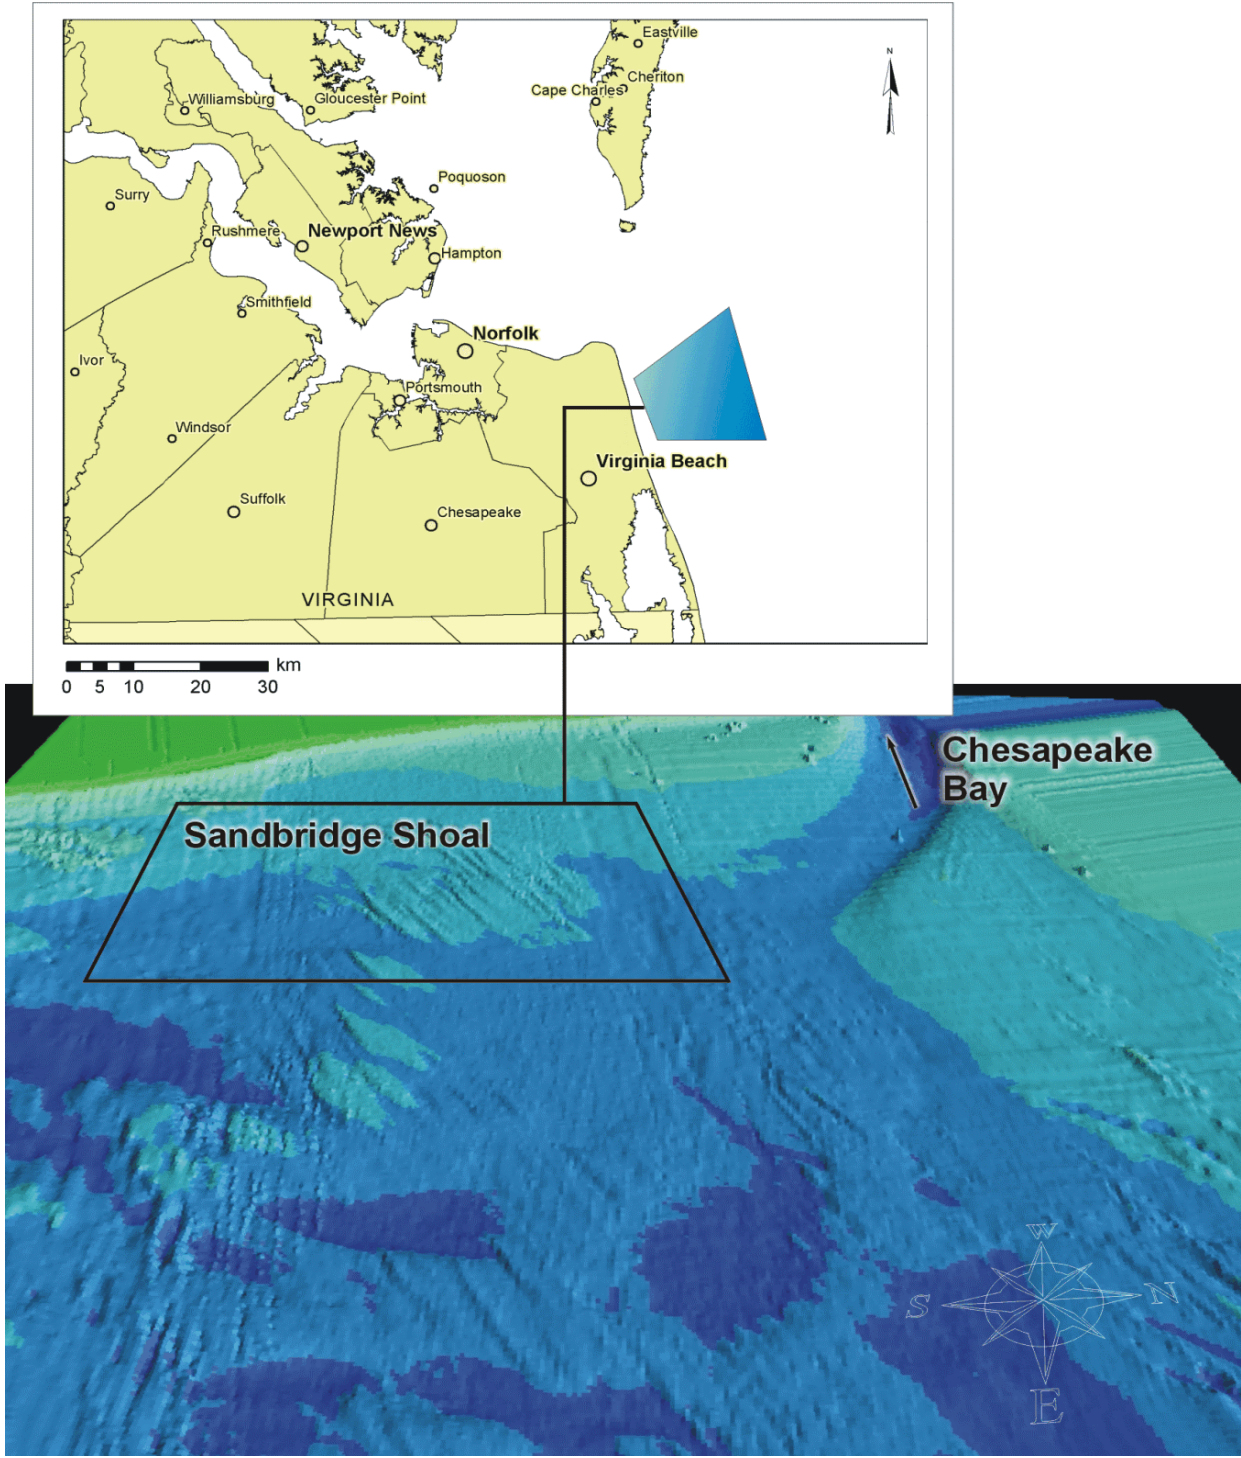 Eastville
N
Cheriton
Cape Charles
Williamsburg
Gloucester Point
Poquoson
Surry
Rushmere
Newport News
Hampton
Smithfield
Norfolk
Ivor
Portsmouth
Windsor
Virginia Beach
Suffolk
Chesapeake
VIRGINIA
km
0 5 10 20 30
Chesapeake
Bay
Sandbridge Shoal
W
S
N
E